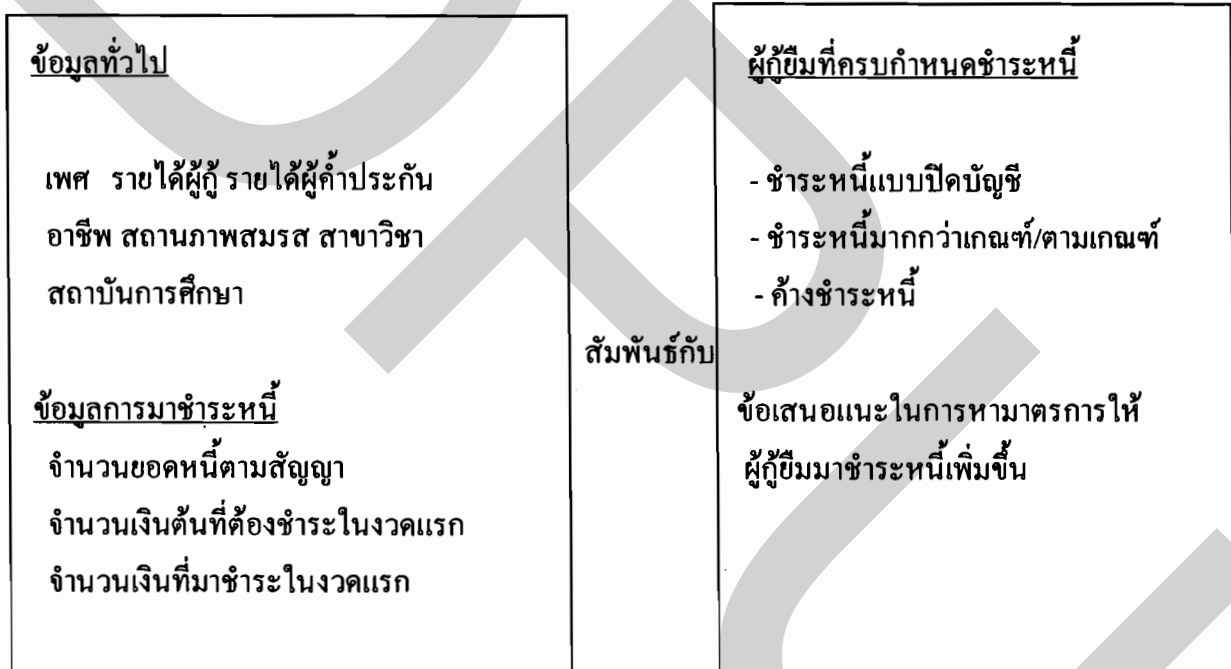 ข้อมูลทั่วไป
เพศ รายได้ผู้กู้ รายได้ผู้ค้ำประกัน
อาชีพ สถานภาพสมรส สาขาวิชา
สถาบันการศึกษา
ข้อมูลการมาชำระหนี้
จำนวนยอดหนี้ตามสัญญา
จำนวนเงินต้นที่ต้องชำระในงวดแรก
จำนวนเงินที่มาชำระในงวดแรก
สัมพันธ์กับ
ผู้กู้ยืมที่ครบกำหนดชำระหนี้
- ชำระหนี้แบบปิดบัญชี
- ชำระหนี้มากกว่าเกณฑ์/ตามเกณฑ์
- ค้างชำระหนี้
ข้อเสนอแนะในการหามาตรการให้
ผู้กู้ยืมมาชำระหนี้เพิ่มขึ้น